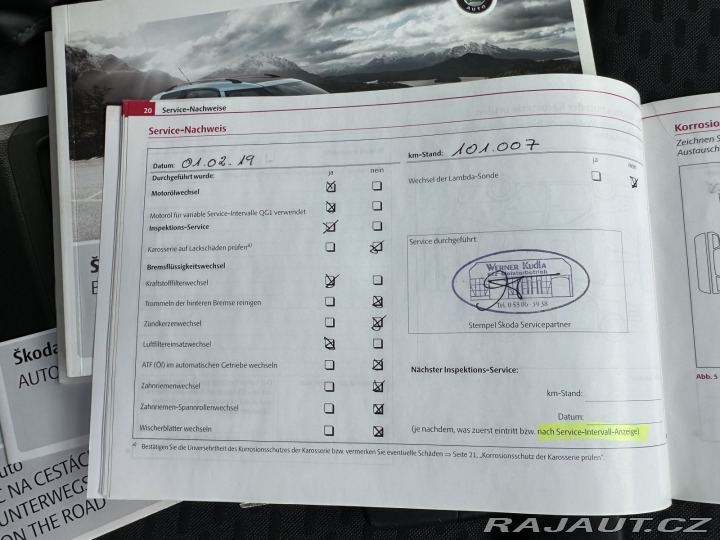 AUTO
20 Service-Nachweise
Service-Nachweis
Datum: 01.02.19
km-Stand: 101.007
Durchgeführt wurde: ja nein
ja nein
Motorölwechsel
Wechsel der Lambda-Sonde
Motoröl für variable Service-Intervalle QG1 verwendet
Inspektions-Service
Karosserie auf Lackschäden prüfen a)
Bremsflüssigkeitswechsel
Kraftstofffilterwechsel
Trommeln der hinteren Bremse reinigen
Zündkerzenwechsel
Luftfiltereinsatzwechsel
ATF (Öl) im automatischen Getriebe wechseln
Zahnriemenwechsel
Zahnriemen-Spannrollenwechsel
Wischerblätter wechseln
Service durchgeführt:
WERNER KUDLA
Kfz-Meisterbetrieb
Stempel Škoda Servicepartner
Nächster Inspektions-Service:
km-Stand:
Datum:
(je nachdem, was zuerst eintritt bzw. nach Service-Intervall-Anzeige)
a) Bestätigen Sie die Unversehrtheit des Korrosionsschutzes der Karosserie bzw. vermerken Sie eventuelle Schäden ⇒ Seite 21, „Korrosionsschutz der Karosserie prüfen“.
Korrosio
Zeichnen S
Austausch
Abb. 5
Škoda
AUTO
C NA CESTÁC
UNTERWEGS
ON THE ROAD
RAJAUT.CZ